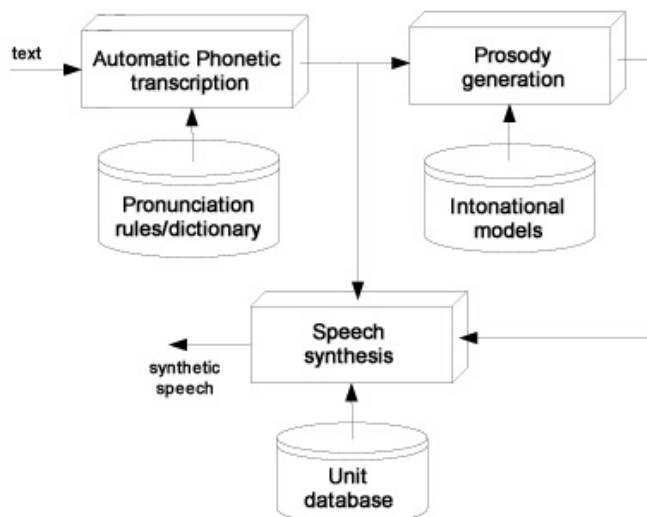 text
Automatic Phonetic
transcription
Prosody
generation
Pronunciation
rules/dictionary
Intonational
models
Speech
synthesis
synthetic
speech
Unit
database